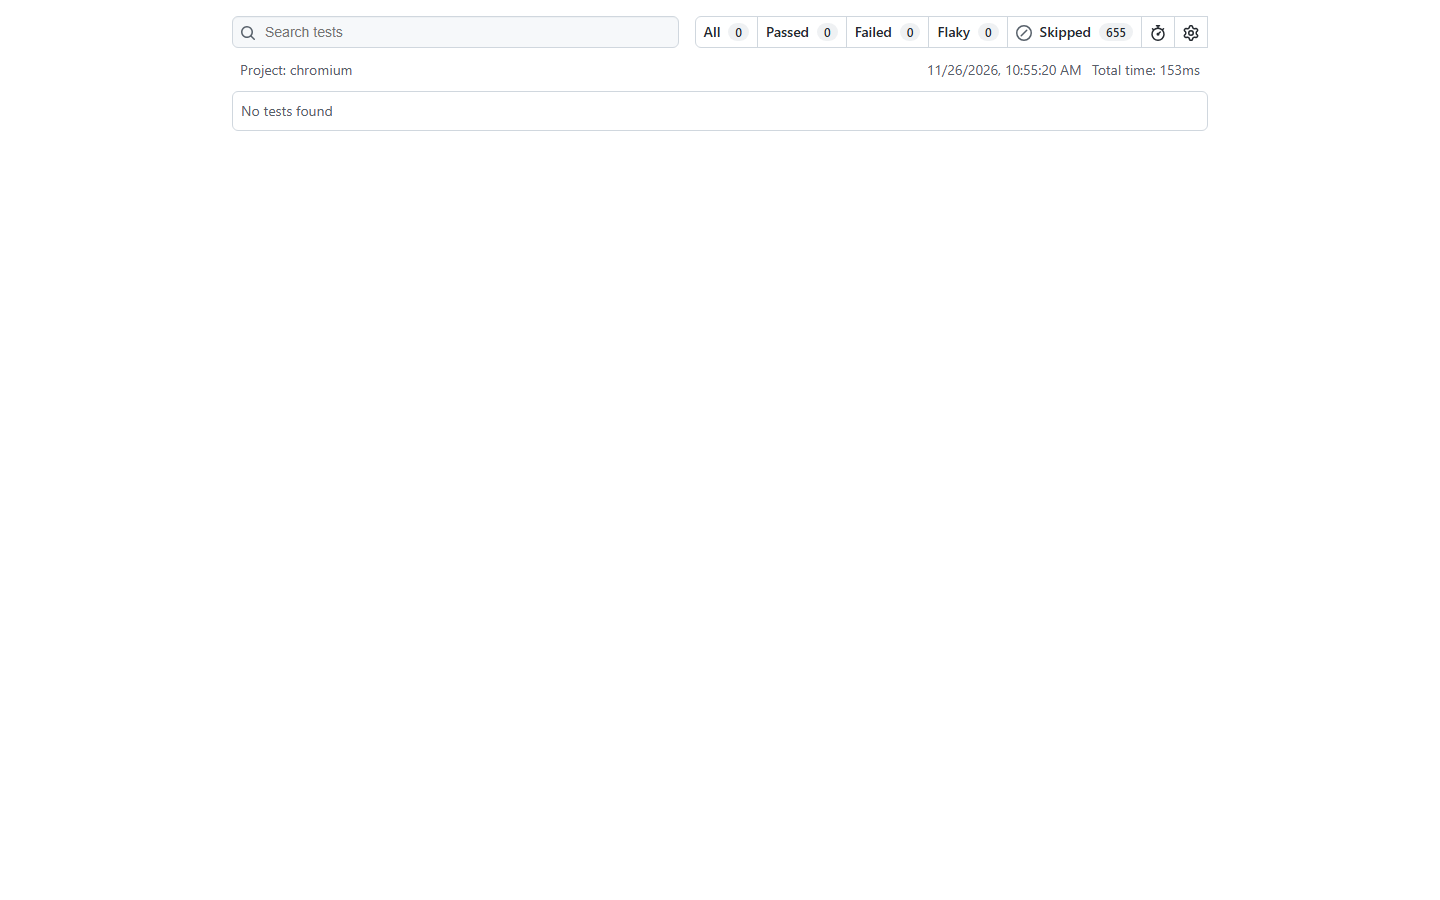 Search tests
All 0 Passed 0 Failed 0 Flaky 0 Skipped 655
Project: chromium
11/26/2026, 10:55:20 AM Total time: 153ms
No tests found